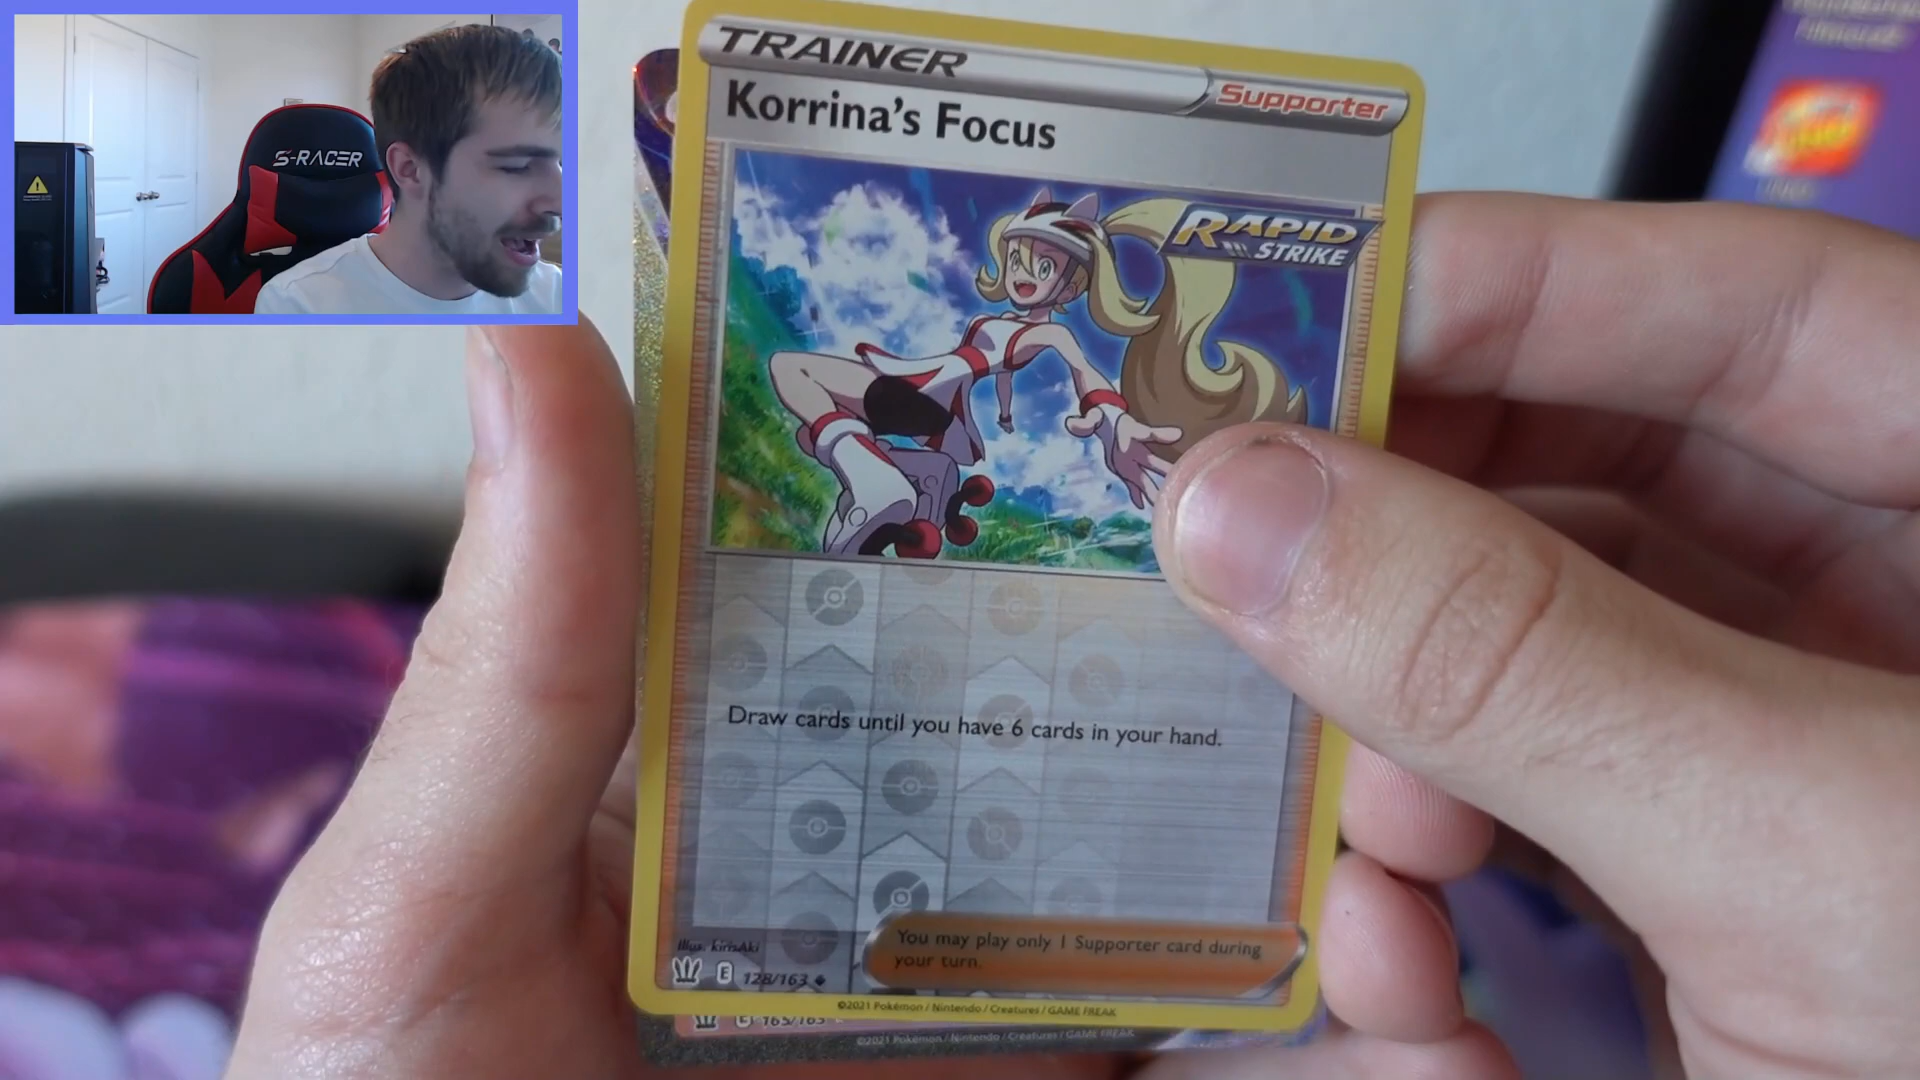 S-RACER
TRAINER
Supporter
Korrina's Focus
RAPID
STRIKE
Draw cards until you have 6 cards in your hand.
You may play only 1 Supporter card during
your turn.
Illus. kirisAki
E 128/163
©2021 Pokémon / Nintendo / Creatures / GAME FREAK
E 165/163
©2021 Pokémon / Nintendo / Creatures / GAME FREAK